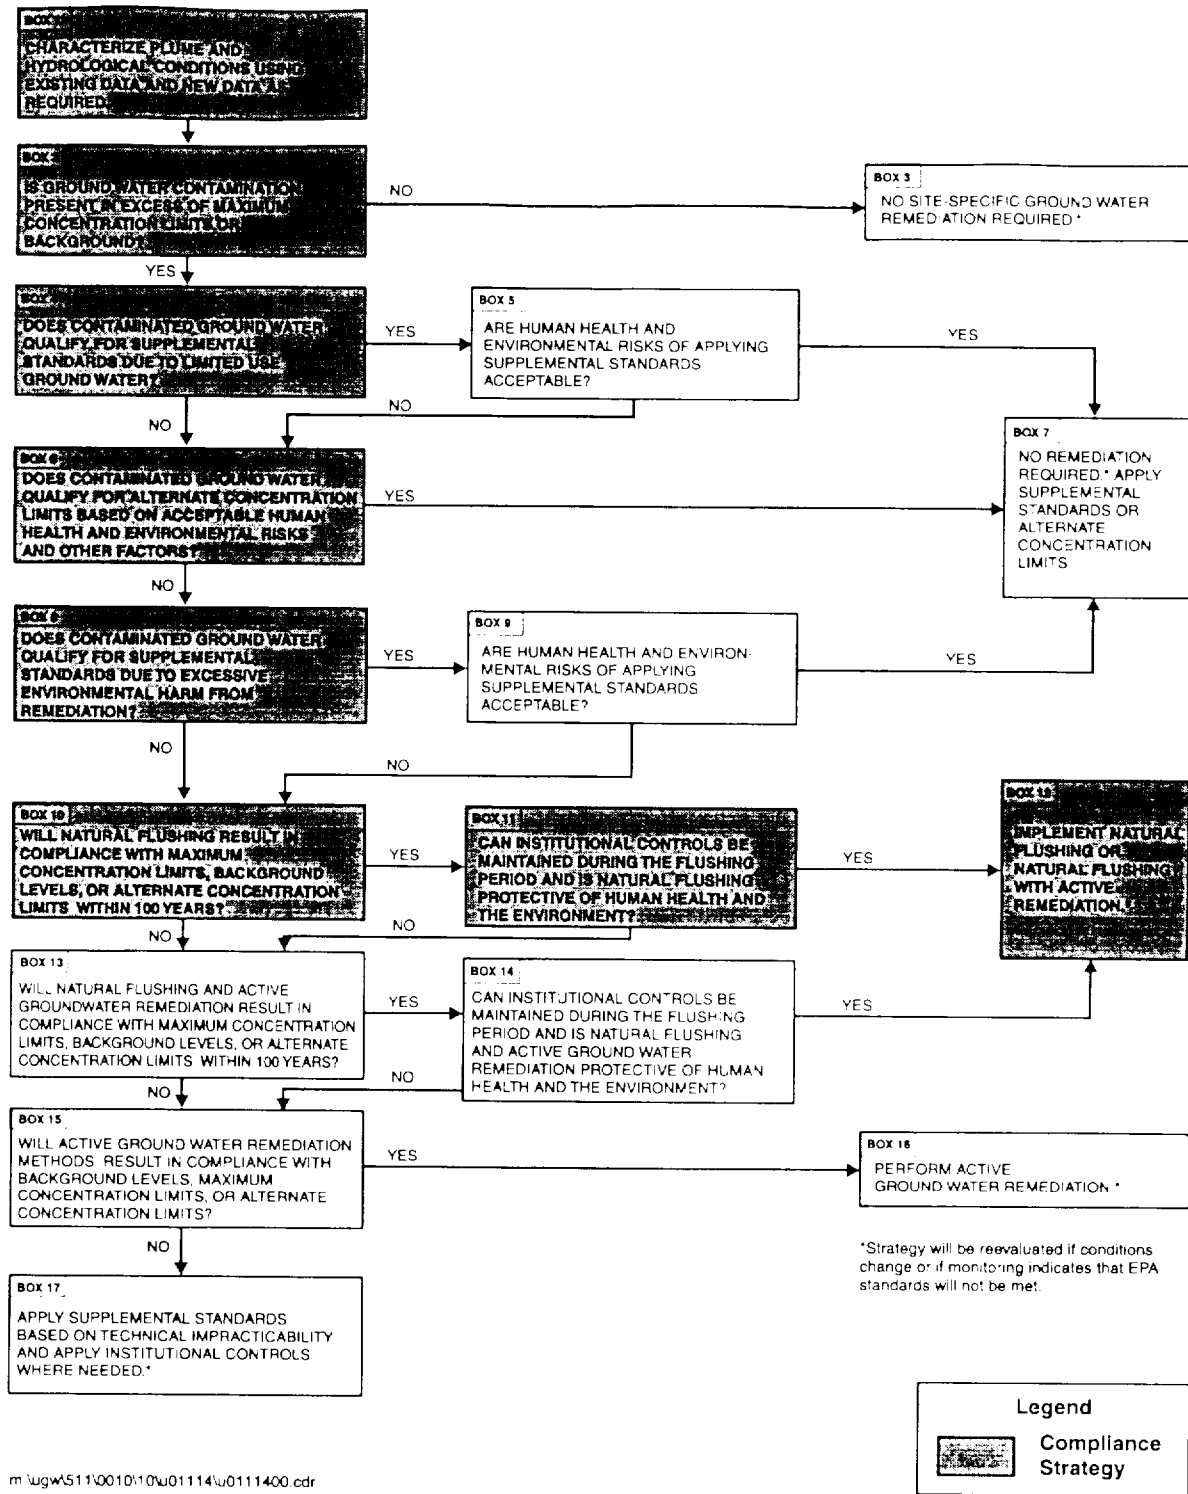 BOX 1
CHARACTERIZE PLUME AND
HYDROLOGICAL CONDITIONS USING
EXISTING DATA AND NEW DATA AS
REQUIRED.
BOX 2
IS GROUND WATER CONTAMINATION
PRESENT IN EXCESS OF MAXIMUM
CONCENTRATION LIMITS OR
BACKGROUND?
NO
BOX 3
NO SITE-SPECIFIC GROUND WATER
REMEDIATION REQUIRED.*
YES
BOX 4
DOES CONTAMINATED GROUND WATER
QUALIFY FOR SUPPLEMENTAL
STANDARDS DUE TO LIMITED USE
GROUND WATER?
YES
BOX 5
ARE HUMAN HEALTH AND
ENVIRONMENTAL RISKS OF APPLYING
SUPPLEMENTAL STANDARDS
ACCEPTABLE?
YES
NO
NO
BOX 6
DOES CONTAMINATED GROUND WATER
QUALIFY FOR ALTERNATE CONCENTRATION
LIMITS BASED ON ACCEPTABLE HUMAN
HEALTH AND ENVIRONMENTAL RISKS
AND OTHER FACTORS?
YES
BOX 7
NO REMEDIATION
REQUIRED.* APPLY
SUPPLEMENTAL
STANDARDS OR
ALTERNATE
CONCENTRATION
LIMITS
NO
BOX 8
DOES CONTAMINATED GROUND WATER
QUALIFY FOR SUPPLEMENTAL
STANDARDS DUE TO EXCESSIVE
ENVIRONMENTAL HARM FROM
REMEDIATION?
YES
BOX 9
ARE HUMAN HEALTH AND ENVIRON-
MENTAL RISKS OF APPLYING
SUPPLEMENTAL STANDARDS
ACCEPTABLE?
YES
NO
NO
BOX 10
WILL NATURAL FLUSHING RESULT IN
COMPLIANCE WITH MAXIMUM
CONCENTRATION LIMITS, BACKGROUND
LEVELS, OR ALTERNATE CONCENTRATION
LIMITS WITHIN 100 YEARS?
YES
BOX 11
CAN INSTITUTIONAL CONTROLS BE
MAINTAINED DURING THE FLUSHING
PERIOD AND IS NATURAL FLUSHING
PROTECTIVE OF HUMAN HEALTH AND
THE ENVIRONMENT?
YES
BOX 12
IMPLEMENT NATURAL
FLUSHING OR
NATURAL FLUSHING
WITH ACTIVE
REMEDIATION.*
NO
NO
BOX 13
WILL NATURAL FLUSHING AND ACTIVE
GROUNDWATER REMEDIATION RESULT IN
COMPLIANCE WITH MAXIMUM CONCENTRATION
LIMITS, BACKGROUND LEVELS, OR ALTERNATE
CONCENTRATION LIMITS WITHIN 100 YEARS?
YES
BOX 14
CAN INSTITUTIONAL CONTROLS BE
MAINTAINED DURING THE FLUSHING
PERIOD AND IS NATURAL FLUSHING
AND ACTIVE GROUND WATER
REMEDIATION PROTECTIVE OF HUMAN
HEALTH AND THE ENVIRONMENT?
YES
NO
NO
BOX 15
WILL ACTIVE GROUND WATER REMEDIATION
METHODS RESULT IN COMPLIANCE WITH
BACKGROUND LEVELS, MAXIMUM
CONCENTRATION LIMITS, OR ALTERNATE
CONCENTRATION LIMITS?
YES
BOX 16
PERFORM ACTIVE
GROUND WATER REMEDIATION *
NO
BOX 17
APPLY SUPPLEMENTAL STANDARDS
BASED ON TECHNICAL IMPRACTICABILITY
AND APPLY INSTITUTIONAL CONTROLS
WHERE NEEDED.*
*Strategy will be reevaluated if conditions
change or if monitoring indicates that EPA
standards will not be met.
Legend
Compliance
Strategy
m:\ugw\511\0010\10\u01114\u0111400.cdr